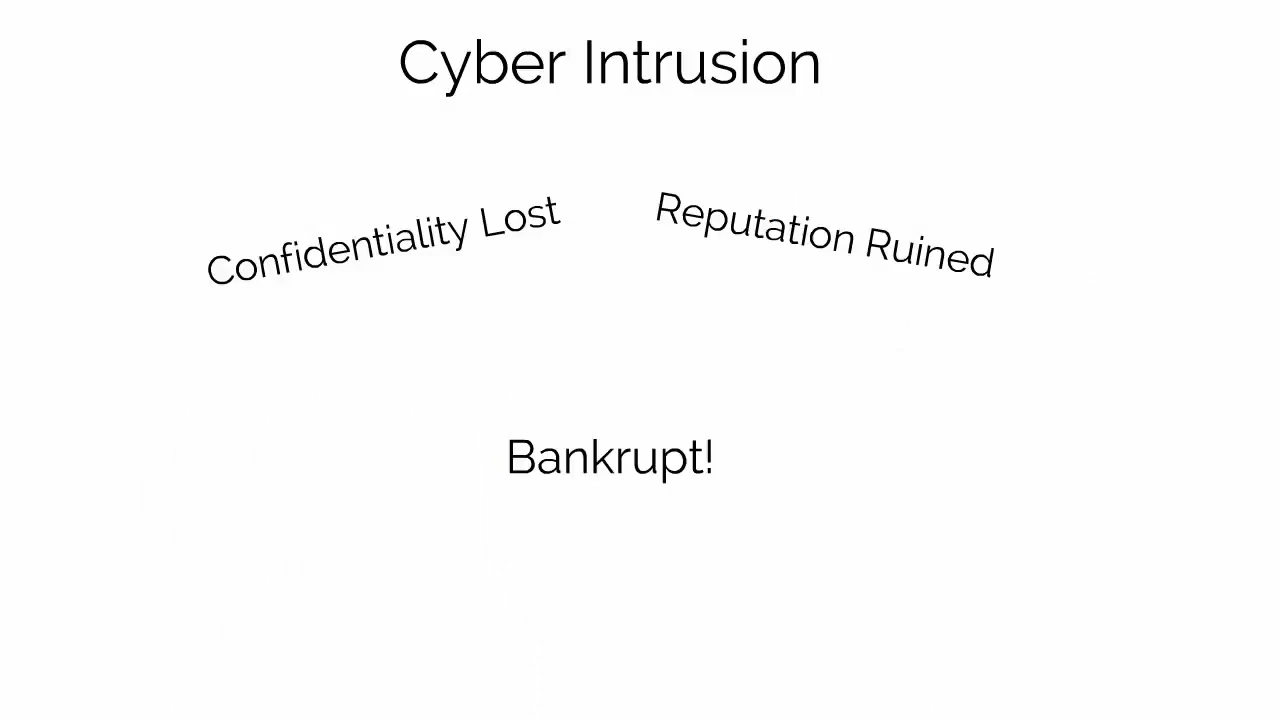 Cyber Intrusion
Confidentiality Lost
Reputation Ruined
Bankrupt!